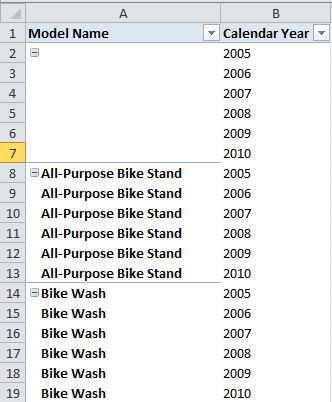 A B
1 Model Name Calendar Year
2 2005
3 2006
4 2007
5 2008
6 2009
7 2010
8 All-Purpose Bike Stand 2005
9 All-Purpose Bike Stand 2006
10 All-Purpose Bike Stand 2007
11 All-Purpose Bike Stand 2008
12 All-Purpose Bike Stand 2009
13 All-Purpose Bike Stand 2010
14 Bike Wash 2005
15 Bike Wash 2006
16 Bike Wash 2007
17 Bike Wash 2008
18 Bike Wash 2009
19 Bike Wash 2010